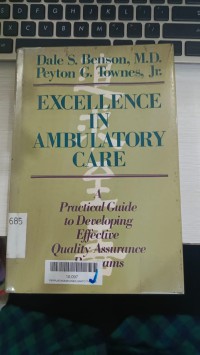 Dale S. Benson, M.D.
Peyton G. Townes, Jr.
EXCELLENCE
IN
AMBULATORY
CARE
A
Practical Guide
to Developing
Effective
Quality Assurance
685